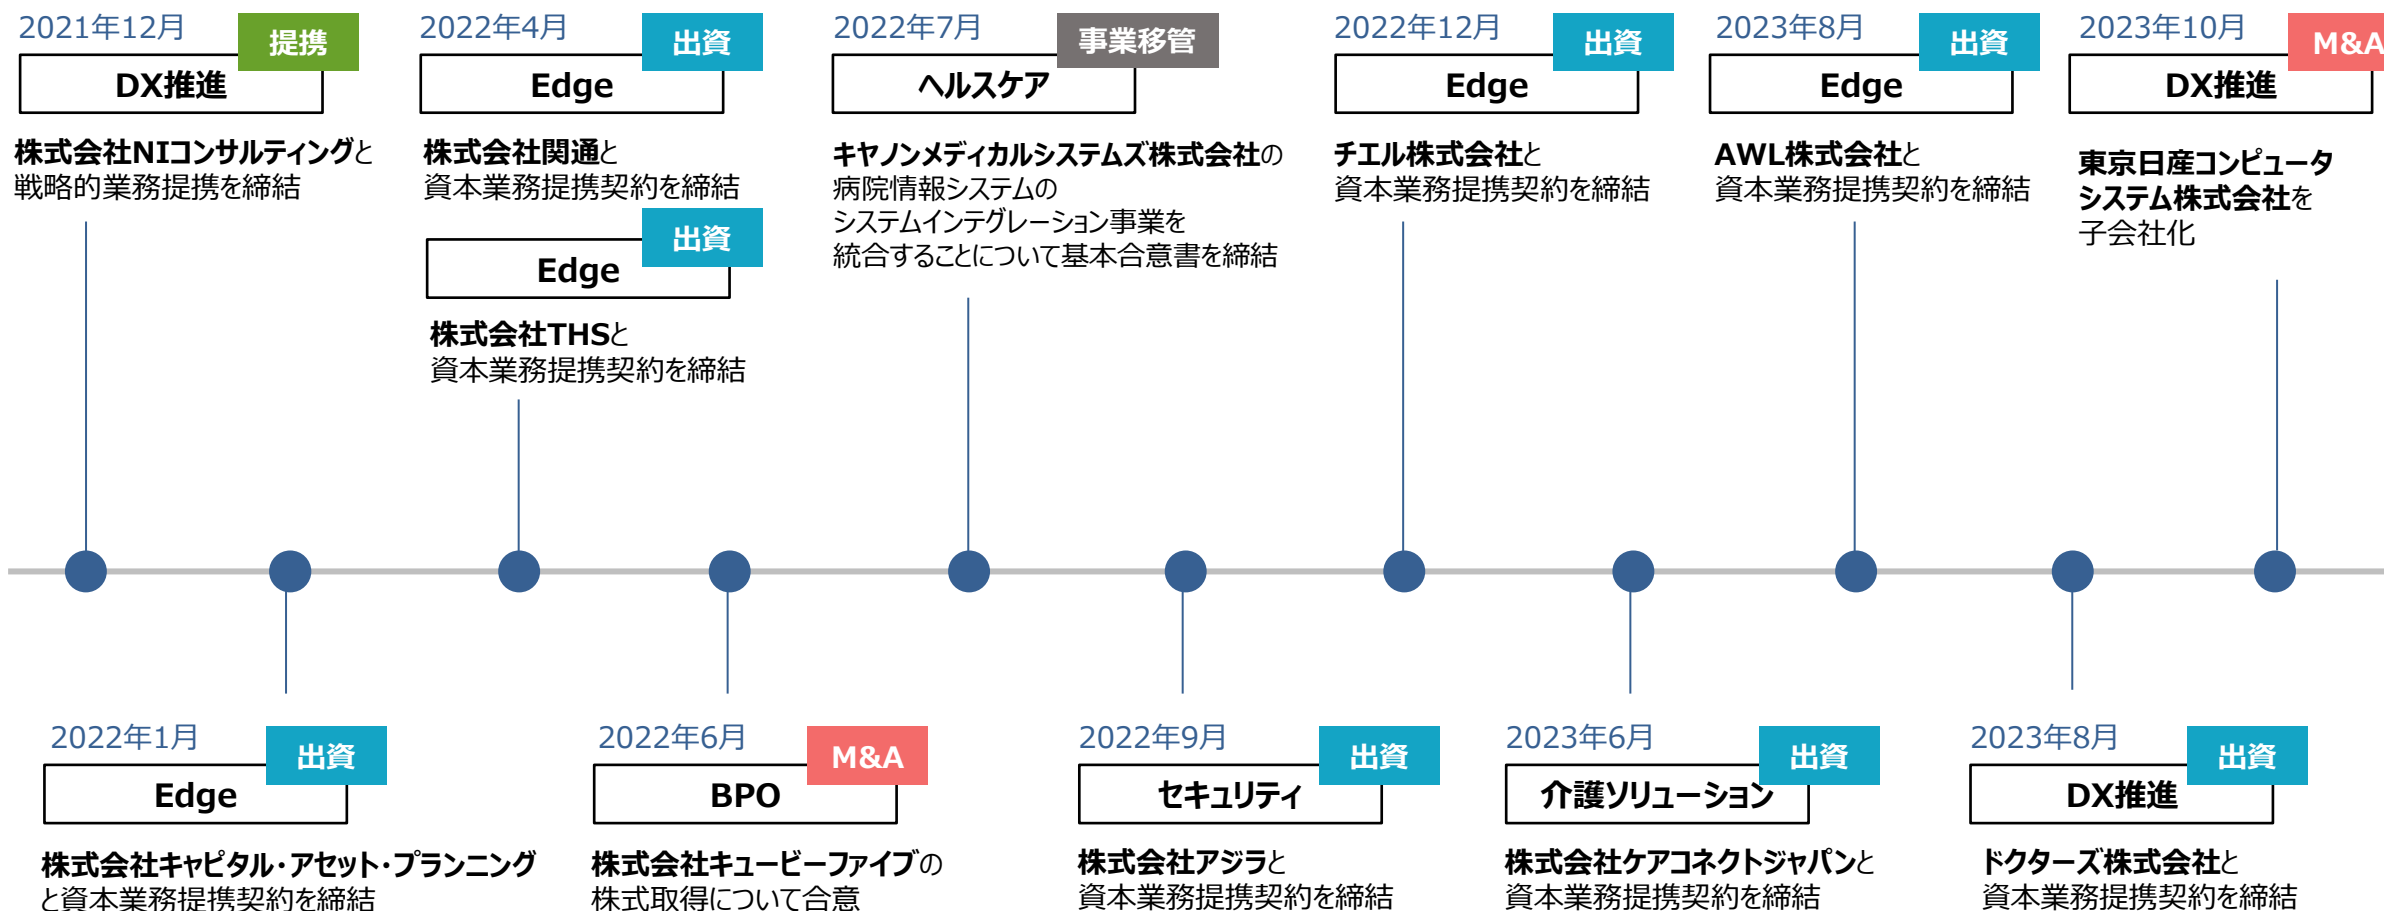 2021年12月
提携
DX推進
株式会社NIコンサルティングと
戦略的業務提携を締結
2022年4月
出資
Edge
株式会社関通と
資本業務提携契約を締結
出資
Edge
株式会社THSと
資本業務提携契約を締結
2022年7月
事業移管
ヘルスケア
キヤノンメディカルシステムズ株式会社の
病院情報システムの
システムインテグレーション事業を
統合することについて基本合意書を締結
2022年12月
出資
Edge
チエル株式会社と
資本業務提携契約を締結
2023年8月
出資
Edge
AWL株式会社と
資本業務提携契約を締結
2023年10月
M&A
DX推進
東京日産コンピュータ
システム株式会社を
子会社化
2022年1月
出資
Edge
株式会社キャピタル・アセット・プランニング
と資本業務提携契約を締結
2022年6月
M&A
BPO
株式会社キュービーファイブの
株式取得について合意
2022年9月
出資
セキュリティ
株式会社アジラと
資本業務提携契約を締結
2023年6月
出資
介護ソリューション
株式会社ケアコネクトジャパンと
資本業務提携契約を締結
2023年8月
出資
DX推進
ドクターズ株式会社と
資本業務提携契約を締結